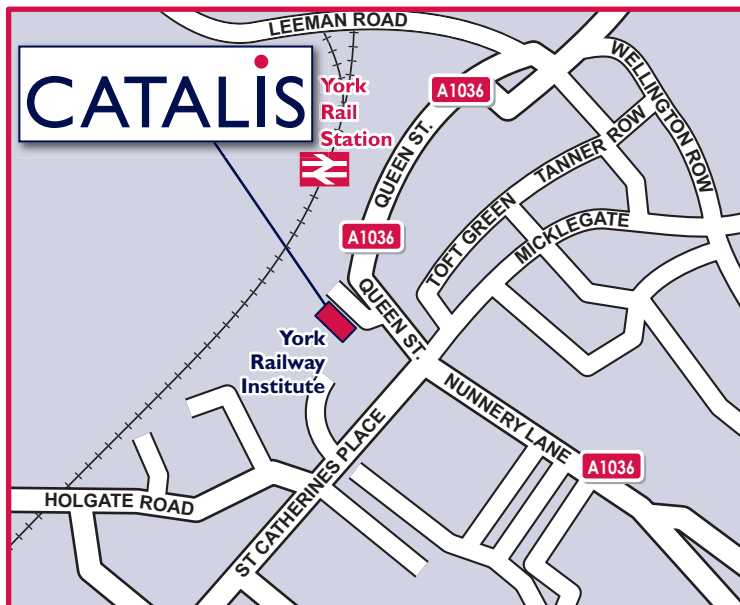 LEEMAN ROAD
CATALiS
York
Rail
Station
A1036
WELLINGTON ROW
QUEEN ST.
TANNER ROW
A1036
TOFT GREEN
MICKLEGATE
QUEEN ST.
York
Railway
Institute
NUNNERY LANE
A1036
ST CATHERINES PLACE
HOLGATE ROAD